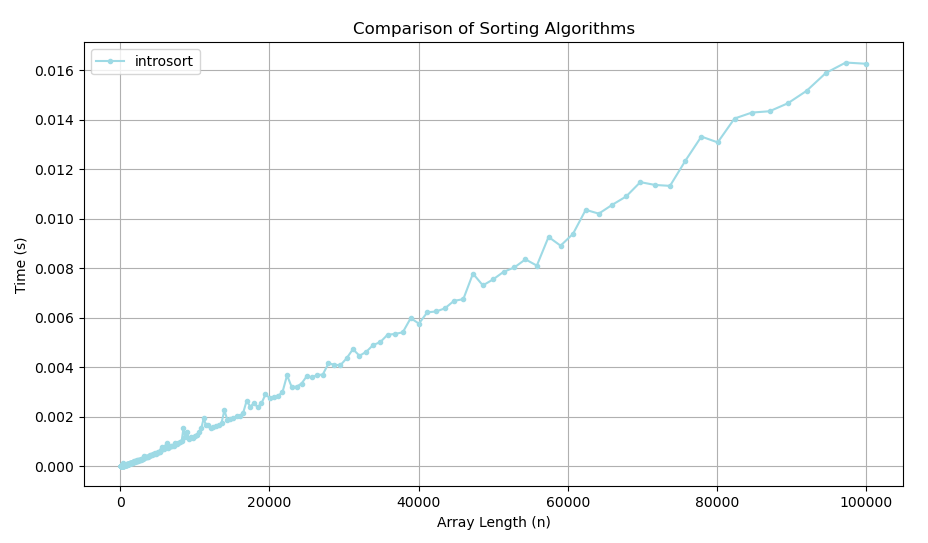 Comparison of Sorting Algorithms
introsort
0.016
0.014
0.012
0.010
0.008
0.006
0.004
0.002
0.000
Time (s)
0 20000 40000 60000 80000 100000
Array Length (n)